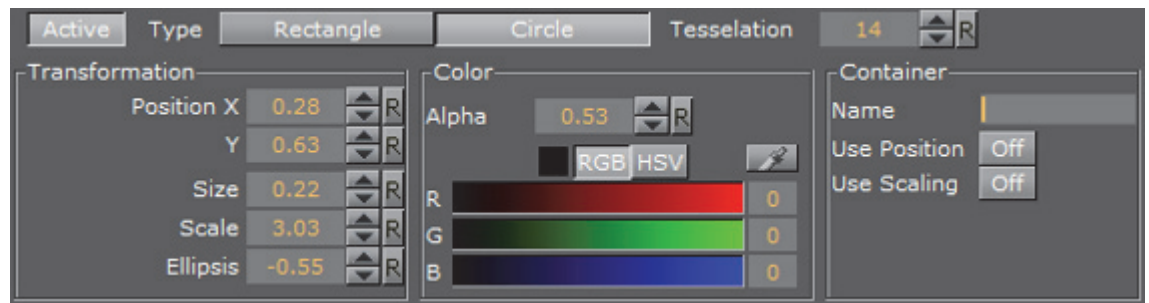 Active Type Rectangle Circle Tesselation 14 R
Transformation
Position X 0.28 R
Y 0.63 R
Size 0.22 R
Scale 3.03 R
Ellipsis -0.55 R
Color
Alpha 0.53 R
RGB HSV
R 0
G 0
B 0
Container
Name
Use Position Off
Use Scaling Off